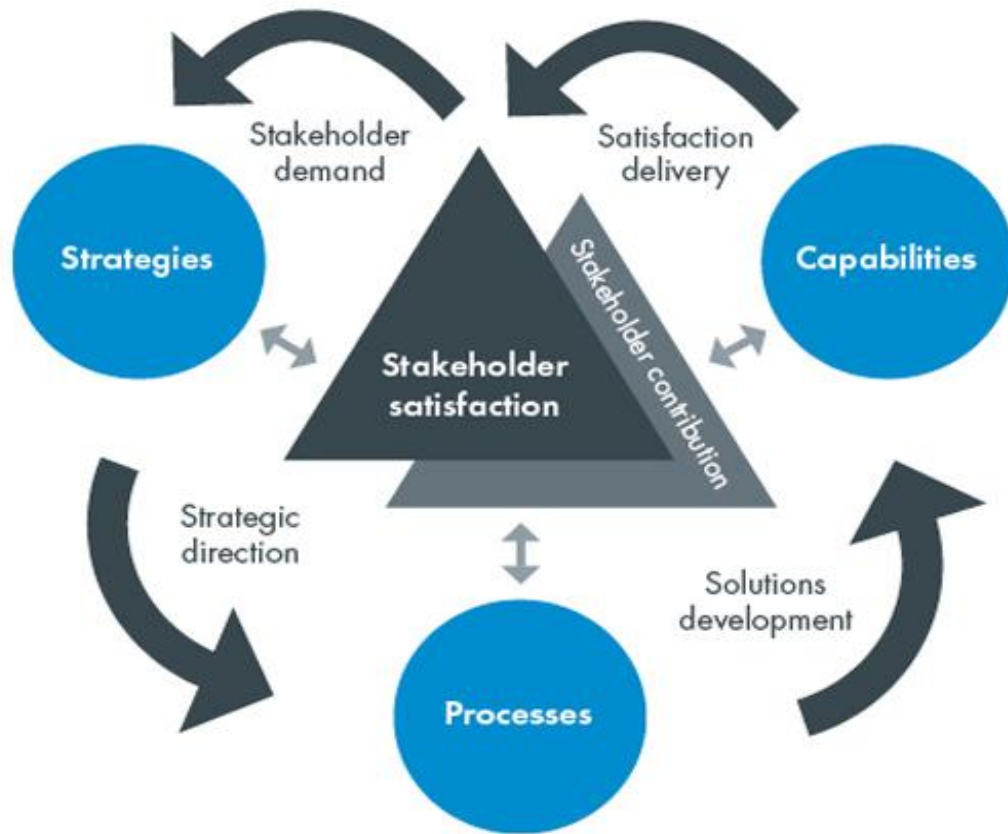 Stakeholder
demand
Satisfaction
delivery
Strategies
Capabilities
Stakeholder
satisfaction
Stakeholder contribution
Strategic
direction
Solutions
development
Processes